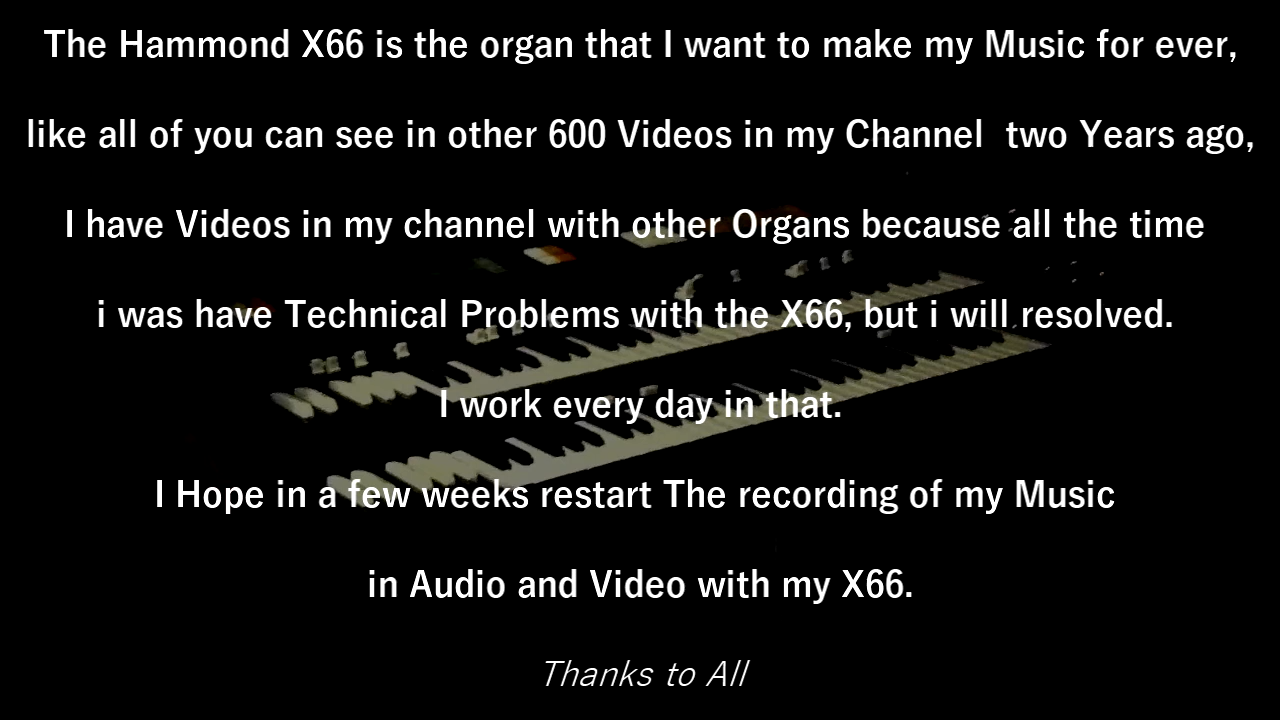 The Hammond X66 is the organ that I want to make my Music for ever,
like all of you can see in other 600 Videos in my Channel  two Years ago,
I have Videos in my channel with other Organs because all the time
i was have Technical Problems with the X66, but i will resolved.
I work every day in that.
I Hope in a few weeks restart The recording of my Music
in Audio and Video with my X66.
Thanks to All